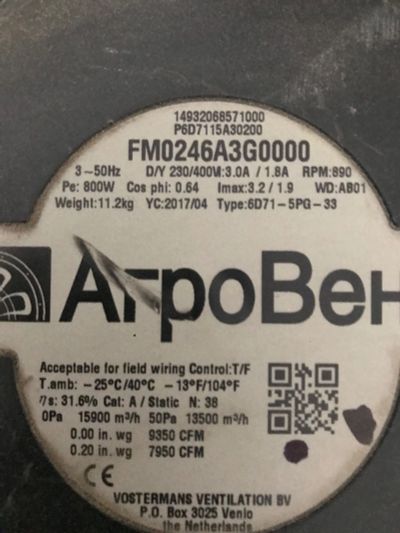 14932068571000
P6D7115A30200
FM0246A3G0000
3~50Hz D/Y 230/400V:3.0A / 1.8A RPM:890
Pe: 800W Cos phi: 0.64 Imax:3.2 / 1.9 WD:AB01
Weight:11.2kg YC:2017/04 Type:6D71-5PG-33
АгроВен
Acceptable for field wiring Control:T/F
T.amb: -25°C/40°C -13°F/104°F
ηs: 31.6% Cat: A / Static N: 38
0Pa 15900 m³/h 50Pa 13500 m³/h
0.00 in. wg 9350 CFM
0.20 in. wg 7950 CFM
CE
VOSTERMANS VENTILATION BV
P.O. Box 3025 Venlo
the Netherlands